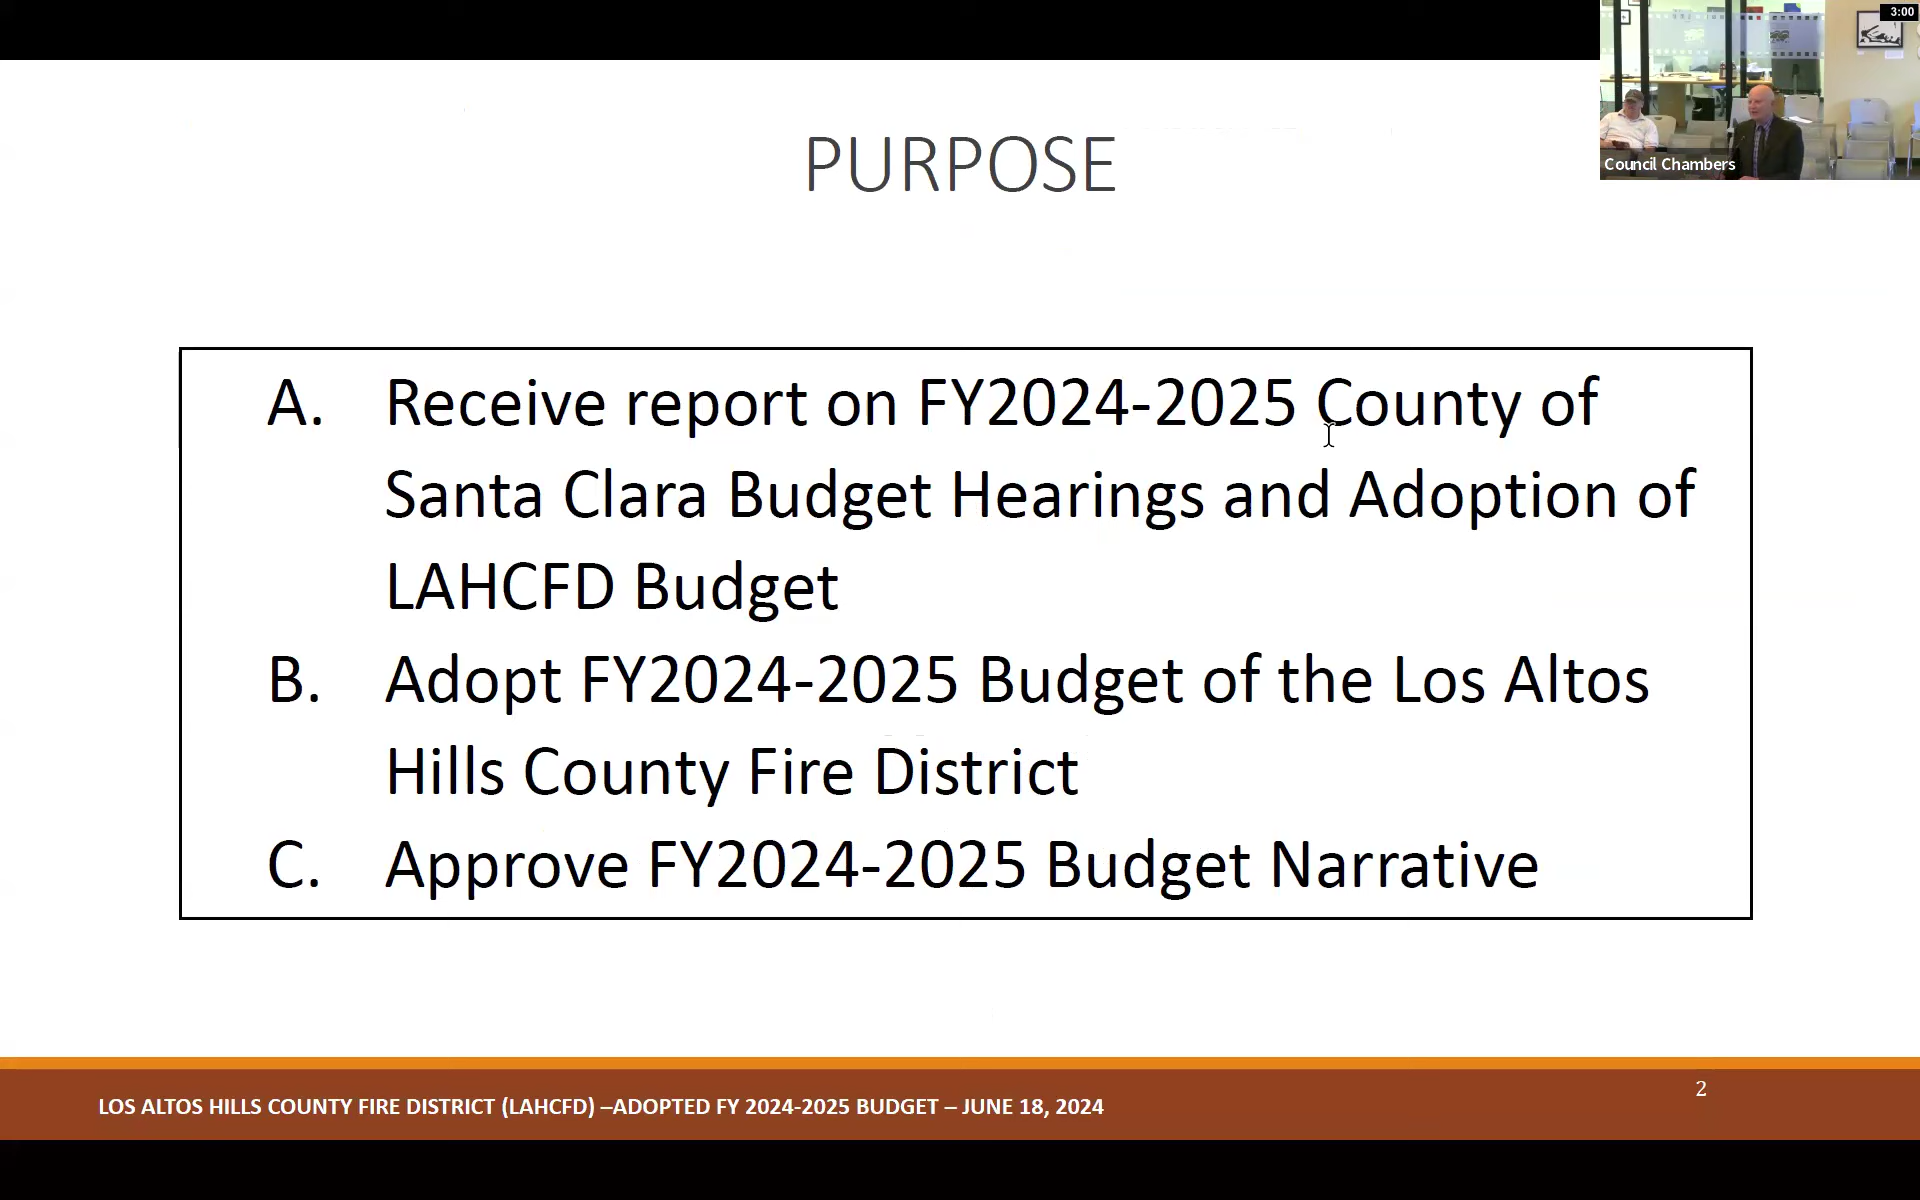 3:00
Council Chambers
PURPOSE
A. Receive report on FY2024-2025 County of
Santa Clara Budget Hearings and Adoption of
LAHCFD Budget
B. Adopt FY2024-2025 Budget of the Los Altos
Hills County Fire District
C. Approve FY2024-2025 Budget Narrative
2
LOS ALTOS HILLS COUNTY FIRE DISTRICT (LAHCFD) –ADOPTED FY 2024-2025 BUDGET – JUNE 18, 2024